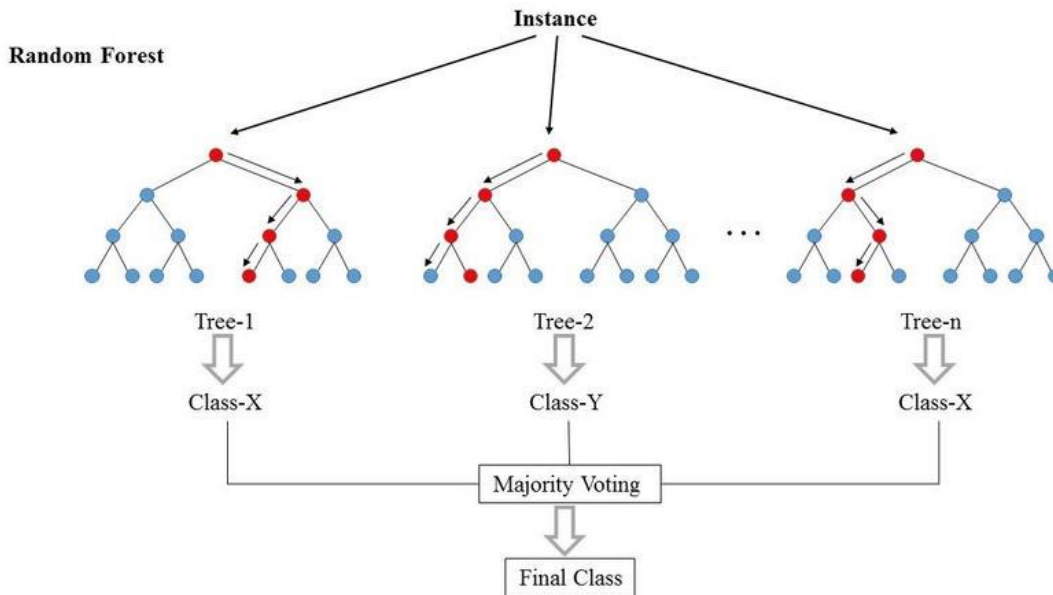 Instance
Random Forest
. . .
Tree-1 Tree-2 Tree-n
Class-X Class-Y Class-X
Majority Voting
Final Class